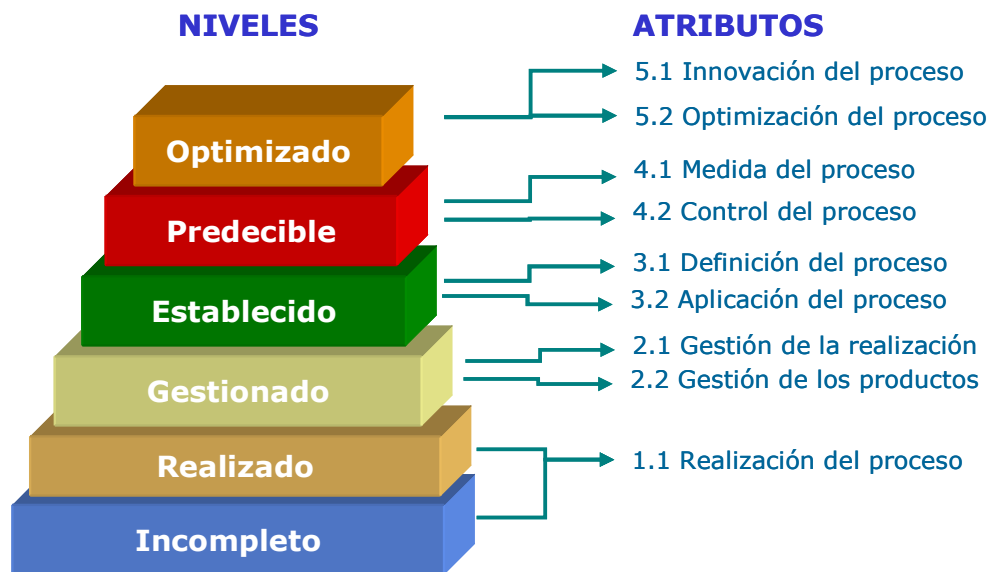 NIVELES
ATRIBUTOS
5.1 Innovación del proceso
5.2 Optimización del proceso
Optimizado
4.1 Medida del proceso
4.2 Control del proceso
Predecible
3.1 Definición del proceso
3.2 Aplicación del proceso
Establecido
2.1 Gestión de la realización
2.2 Gestión de los productos
Gestionado
1.1 Realización del proceso
Realizado
Incompleto